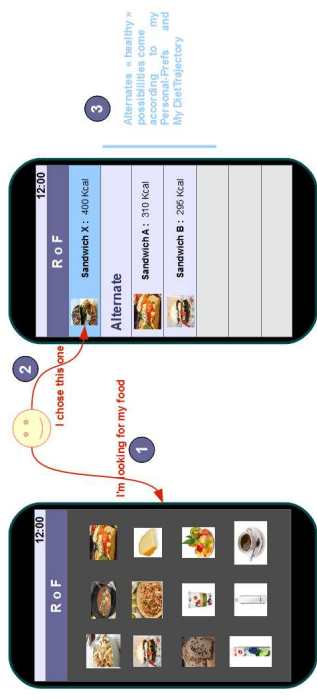 12:00
R o F
I'm looking for my food
1
2
I chose this one
12:00
R o F
Sandwich X : 400 Kcal
Alternate
Sandwich A : 310 Kcal
Sandwich B : 295 Kcal
3
Alternates « healthy »
possibilities come
according to my
Personal-Prefs and
My DietTrajectory